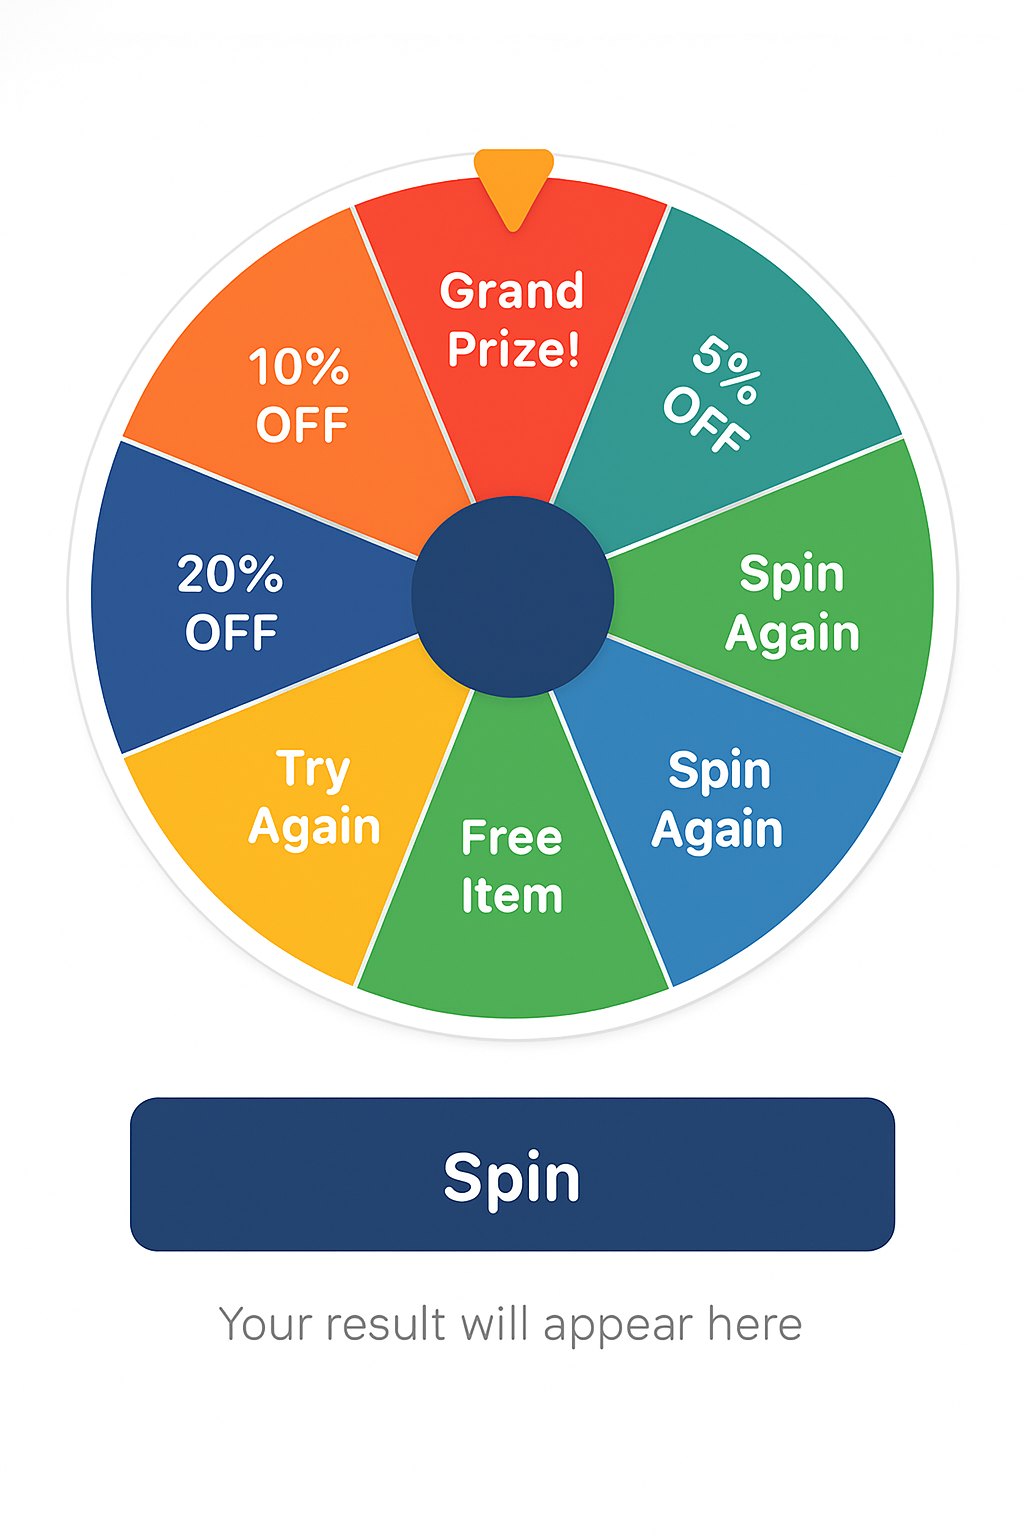 Grand
Prize!
5%
OFF
Spin
Again
Spin
Again
Free
Item
Try
Again
20%
OFF
10%
OFF
Spin
Your result will appear here